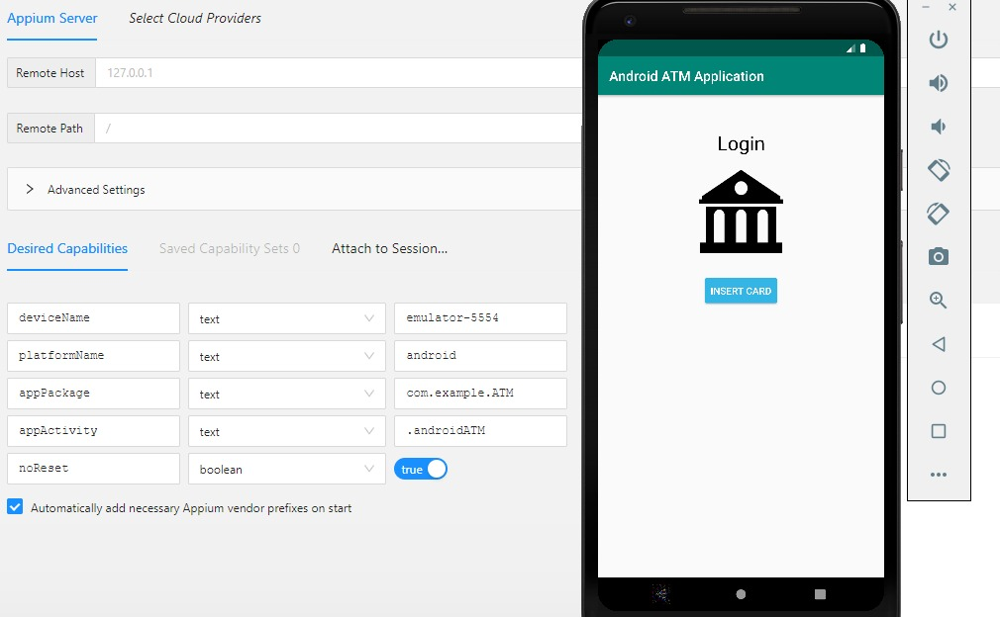 Appium Server
Select Cloud Providers
Remote Host 127.0.0.1
Remote Path /
Advanced Settings
Desired Capabilities
Saved Capability Sets 0
Attach to Session...
deviceName text emulator-5554
platformName text android
appPackage text com.example.ATM
appActivity text .androidATM
noReset boolean true
Automatically add necessary Appium vendor prefixes on start
Android ATM Application
Login
INSERT CARD